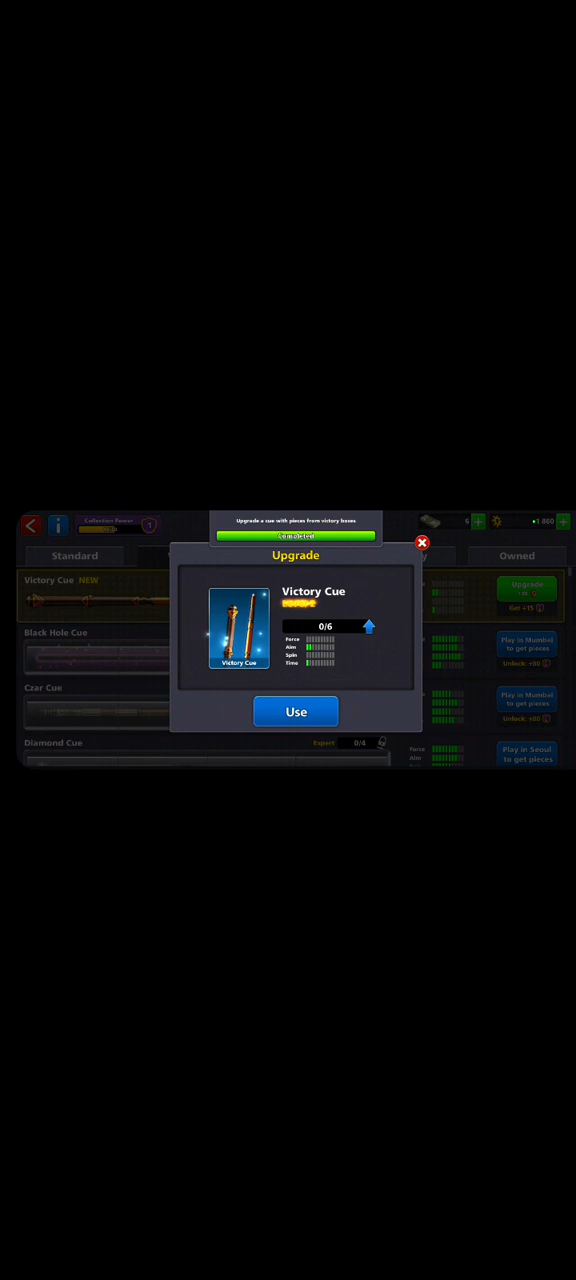 Upgrade a cue with pieces from victory boxes
Completed
Collection Power
1
6
1 860
Standard
Owned
Upgrade
Victory Cue NEW
Upgrade
Get +15
Victory Cue
0/6
Force
Aim
Spin
Time
Victory Cue
Use
Black Hole Cue
Play in Mumbai
to get pieces
Unlock: +80
Czar Cue
Play in Mumbai
to get pieces
Unlock: +80
Diamond Cue
Expert
0/4
Force
Aim
Play in Seoul
to get pieces